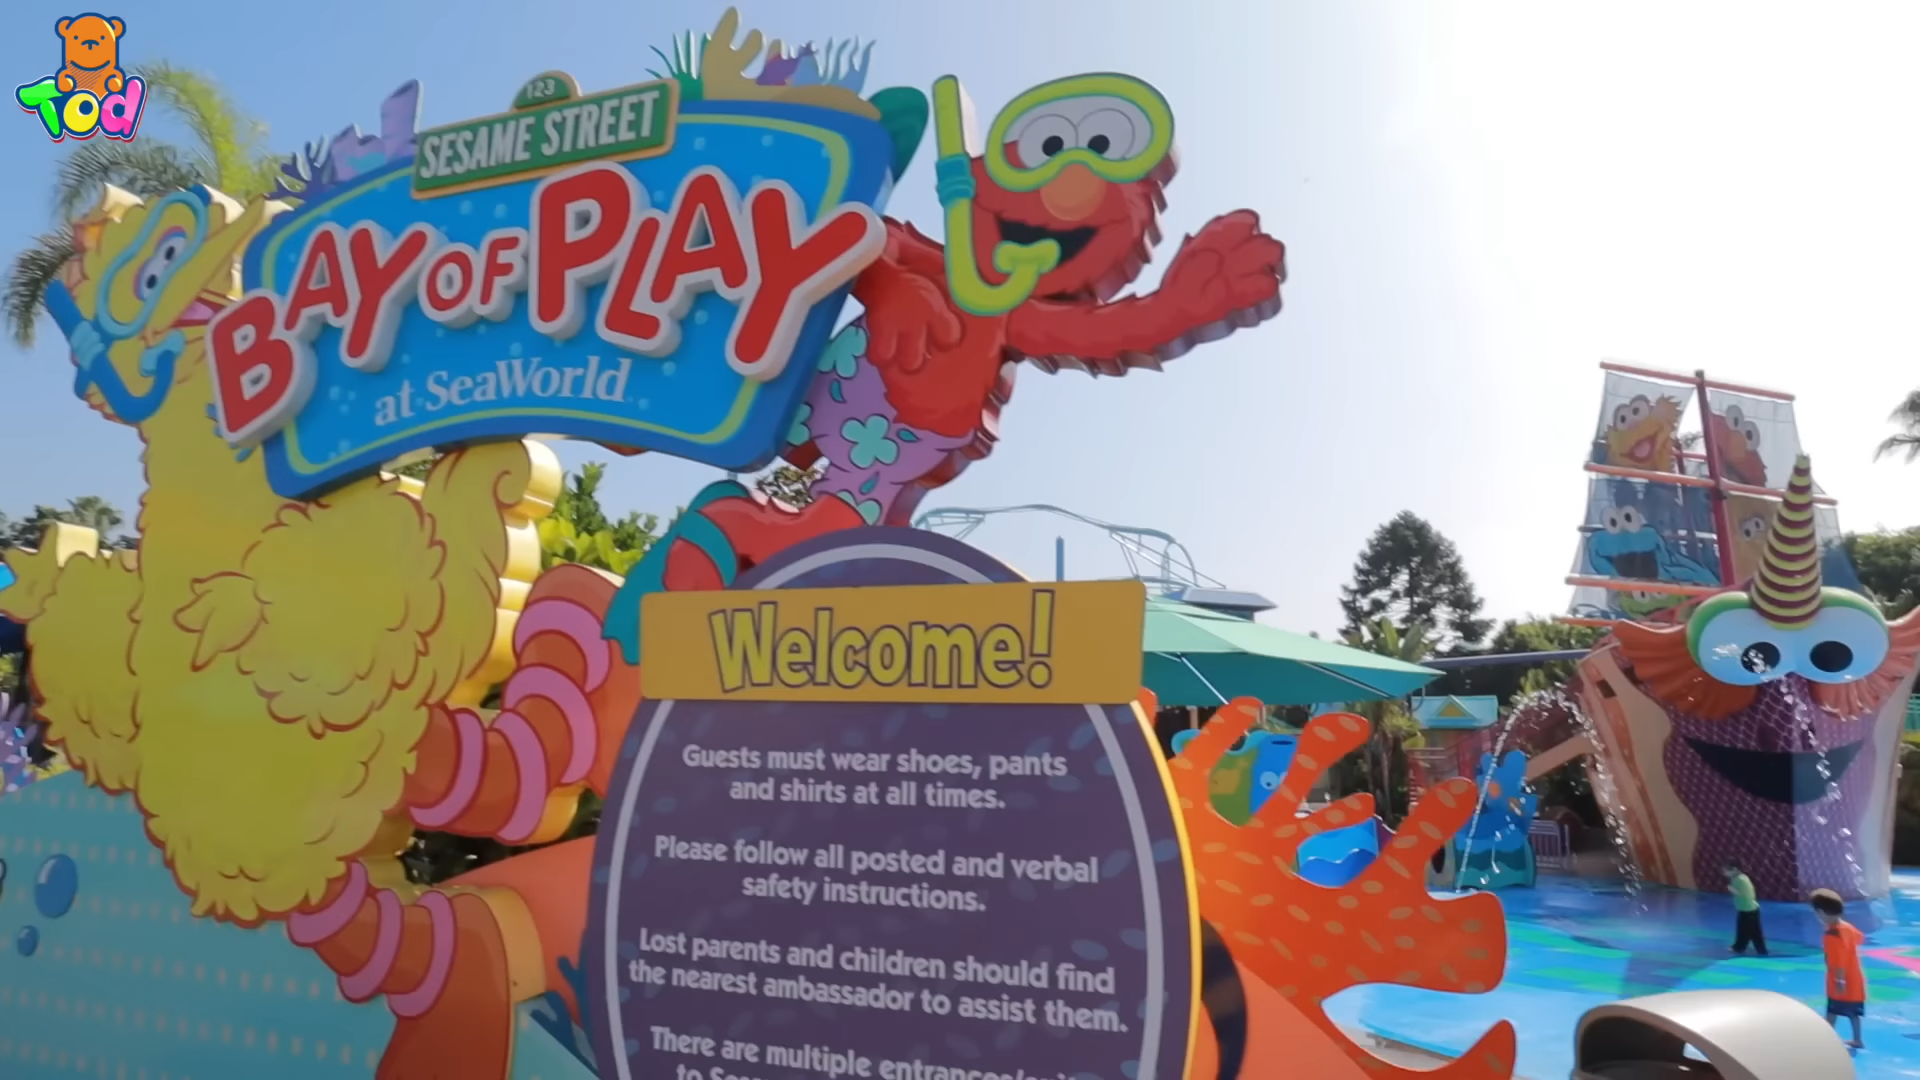 Tod
123
SESAME STREET
BAY OF PLAY
at SeaWorld
Welcome!
Guests must wear shoes, pants
and shirts at all times.
Please follow all posted and verbal
safety instructions.
Lost parents and children should find
the nearest ambassador to assist them.
There are multiple
to